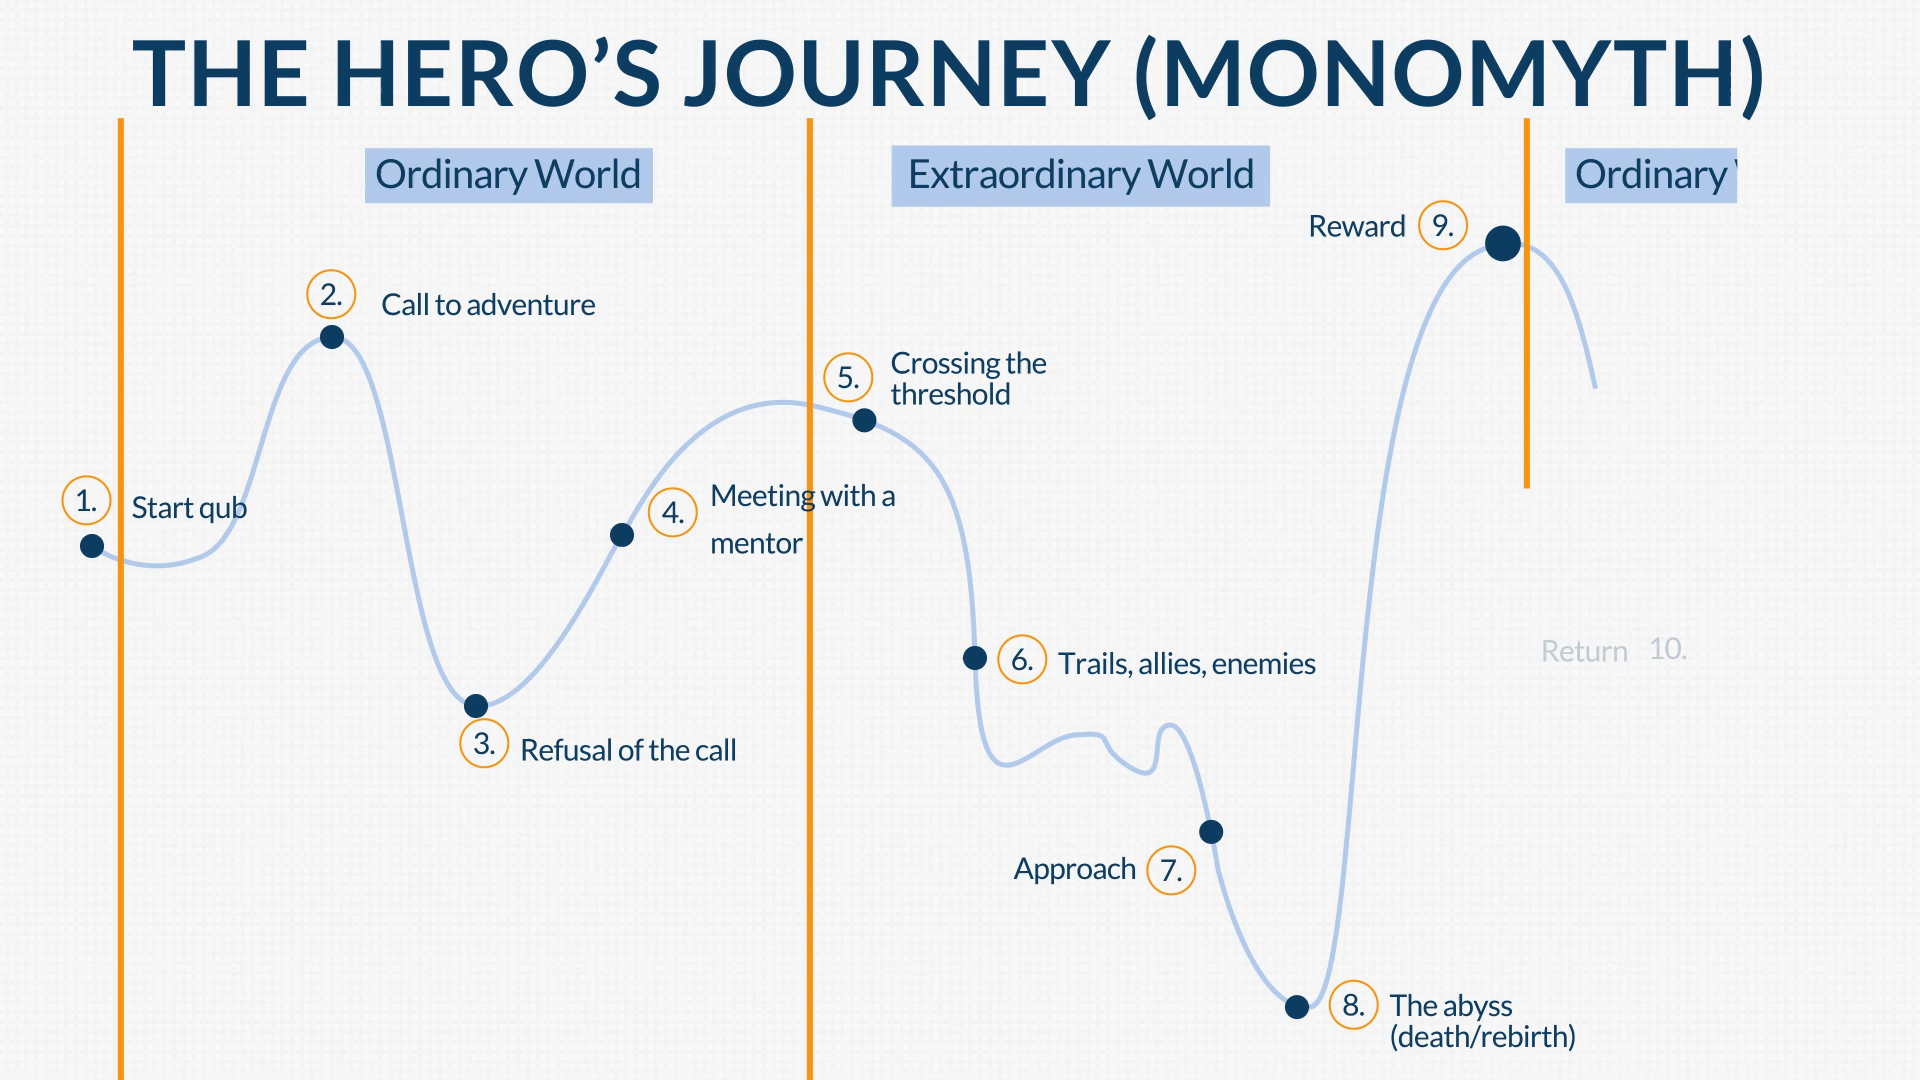 THE HERO’S JOURNEY (MONOMYTH)
Ordinary World
Extraordinary World
Ordinary
Reward 9.
2. Call to adventure
5. Crossing the
threshold
1. Start qub
4. Meeting with a
mentor
6. Trails, allies, enemies
Return 10.
3. Refusal of the call
Approach 7.
8. The abyss
(death/rebirth)